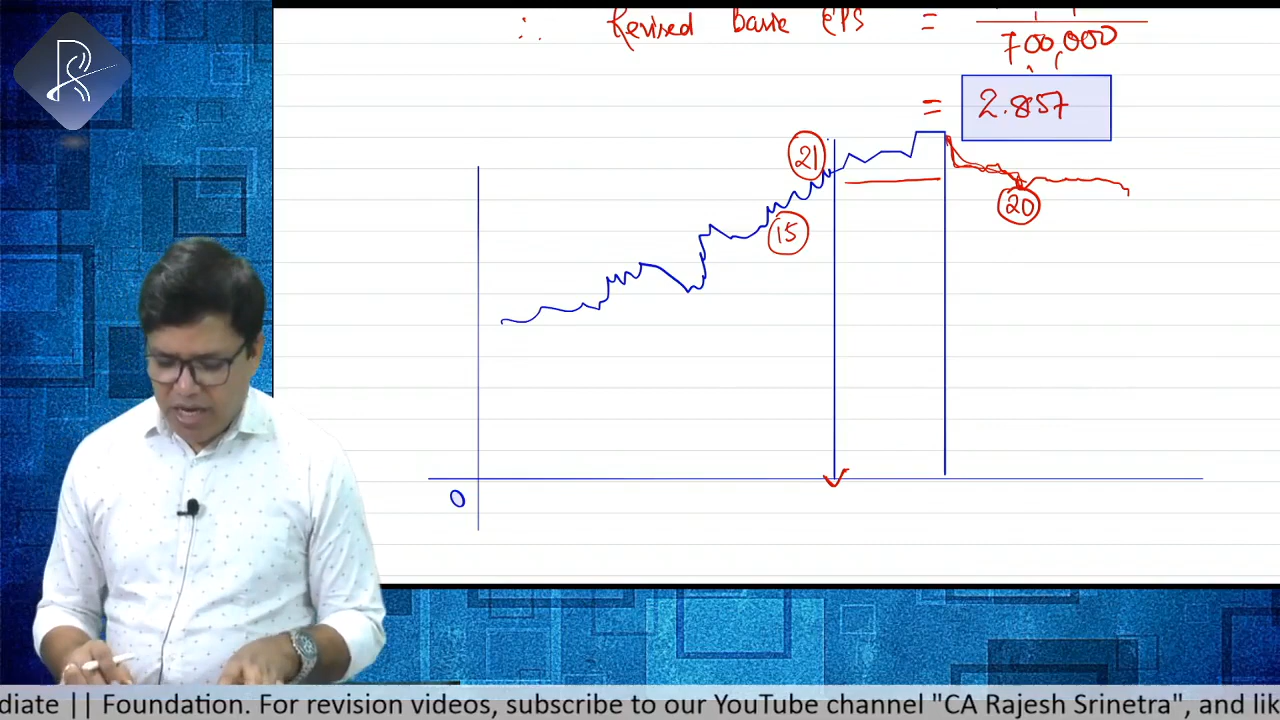 RS
∴ Revised basic EPS =
700,000
= 2.857
21
20
15
0
diate || Foundation. For revision videos, subscribe to our YouTube channel "CA Rajesh Srinetra", and lik